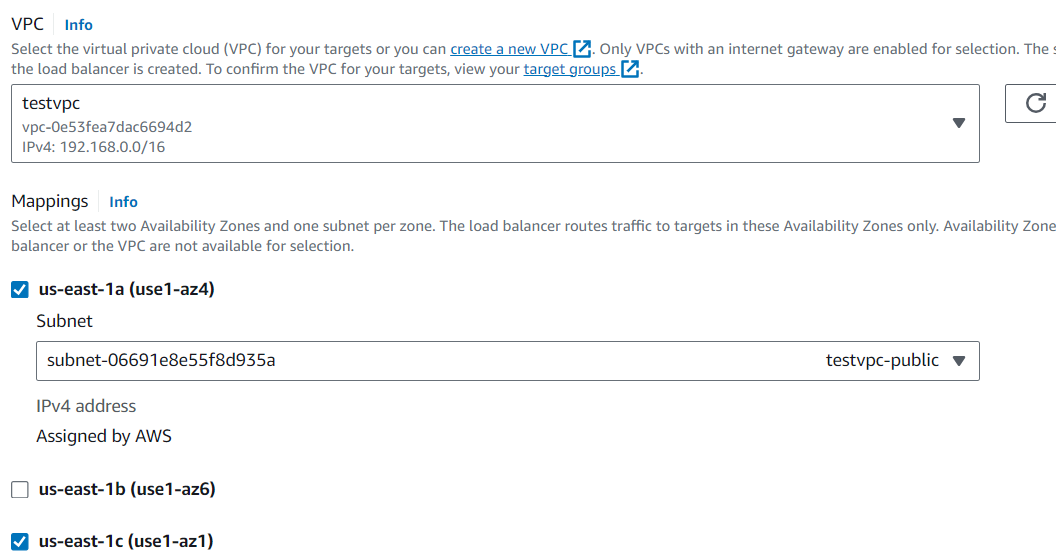 VPC Info
Select the virtual private cloud (VPC) for your targets or you can create a new VPC. Only VPCs with an internet gateway are enabled for selection. The
the load balancer is created. To confirm the VPC for your targets, view your target groups.
testvpc
vpc-0e53fea7dac6694d2
IPv4: 192.168.0.0/16
Mappings Info
Select at least two Availability Zones and one subnet per zone. The load balancer routes traffic to targets in these Availability Zones only. Availability Zone
balancer or the VPC are not available for selection.
us-east-1a (use1-az4)
Subnet
subnet-06691e8e55f8d935a testvpc-public
IPv4 address
Assigned by AWS
us-east-1b (use1-az6)
us-east-1c (use1-az1)